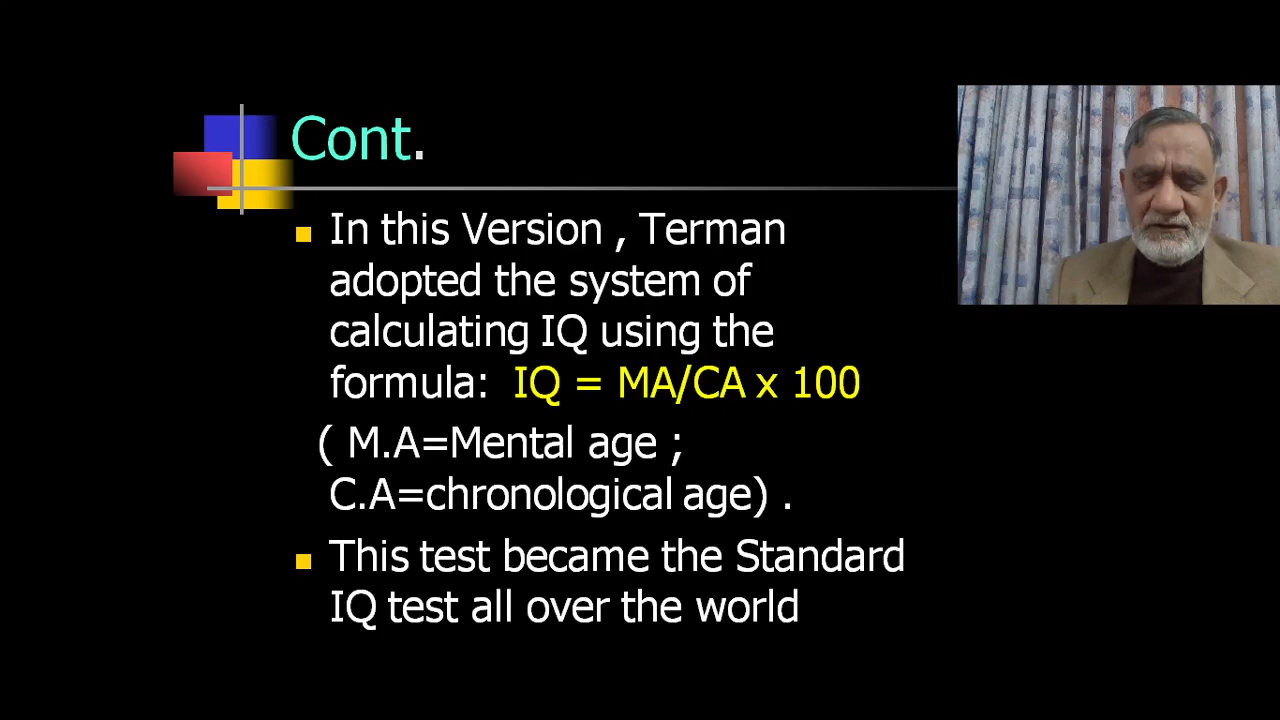 Cont.
In this Version , Terman
adopted the system of
calculating IQ using the
formula:  IQ = MA/CA x 100
( M.A=Mental age ;
C.A=chronological age) .
This test became the Standard
IQ test all over the world